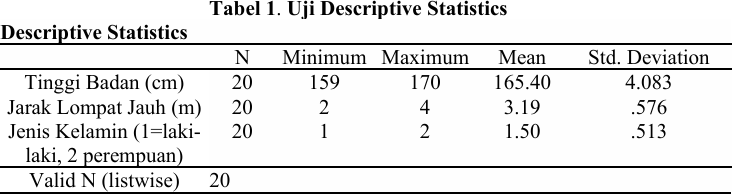 Tabel 1. Uji Descriptive Statistics
Descriptive Statistics
N Minimum Maximum Mean Std. Deviation
Tinggi Badan (cm) 20 159 170 165.40 4.083
Jarak Lompat Jauh (m) 20 2 4 3.19 .576
Jenis Kelamin (1=laki- 20 1 2 1.50 .513
laki, 2 perempuan)
Valid N (listwise) 20